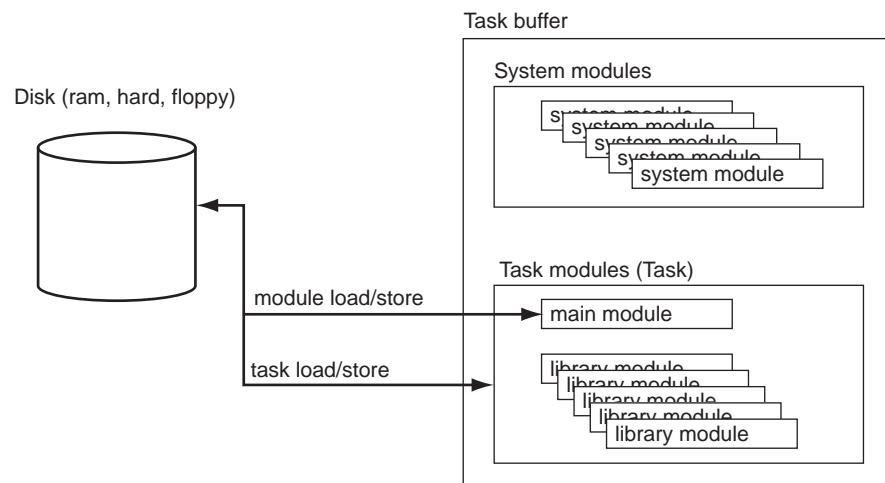 Task buffer
System modules
Disk (ram, hard, floppy)
system module
system module
system module
system module
system module
Task modules (Task)
module load/store
main module
task load/store
library module
library module
library module
library module
library module